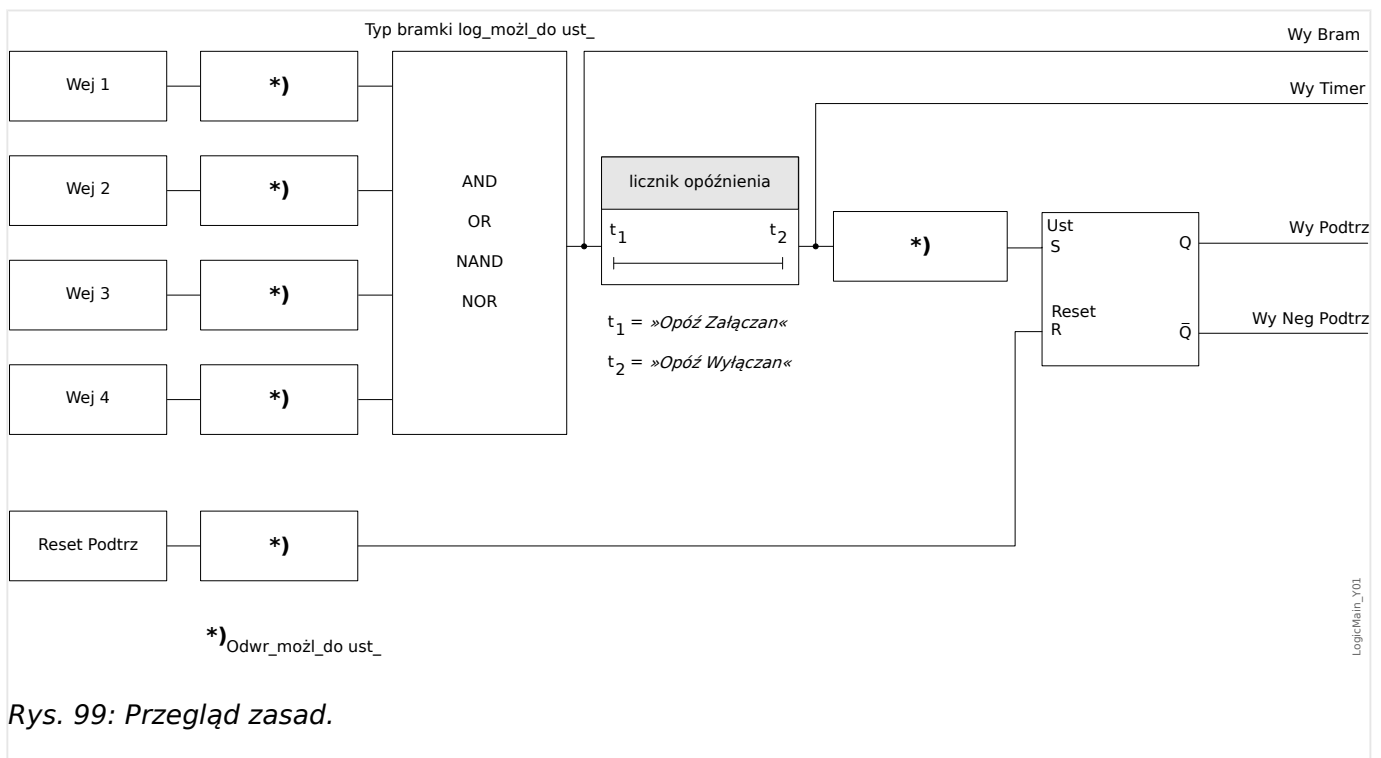 Typ bramki log_możl_do ust_
Wy Bram
Wej 1
*)
Wy Timer
Wej 2
*)
AND
OR
NAND
NOR
licznik opóźnienia
t1
t2
*)
Ust
S
Q
Wy Podtrz
Wej 3
*)
t1 = »Opóź Załączan«
t2 = »Opóź Wyłączan«
Reset
R
Q̅
Wy Neg Podtrz
Wej 4
*)
Reset Podtrz
*)
*)Odwr_możl_do ust_
LogicMain_Y01
Rys. 99: Przegląd zasad.